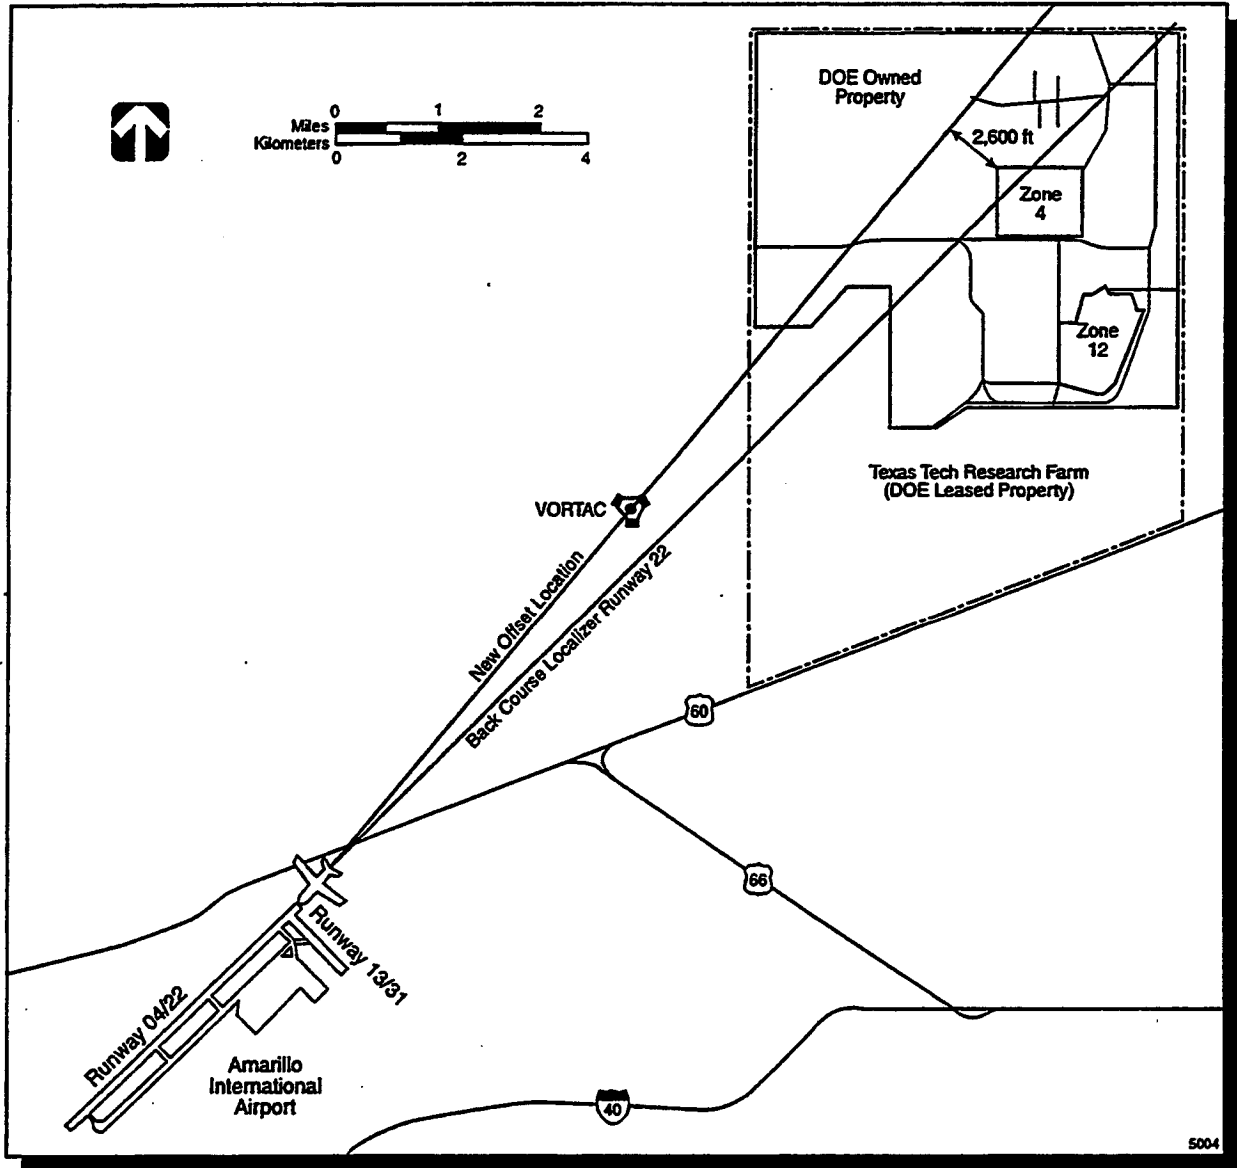 DOE Owned
Property
0 1 2
Miles
Kilometers
0 2 4
2,600 ft
Zone
4
Zone
12
Texas Tech Research Farm
(DOE Leased Property)
VORTAC
New Offset Location
Back Course Localizer Runway 22
60
66
Runway 13/31
Runway 04/22
Amarillo
International
Airport
40
S004